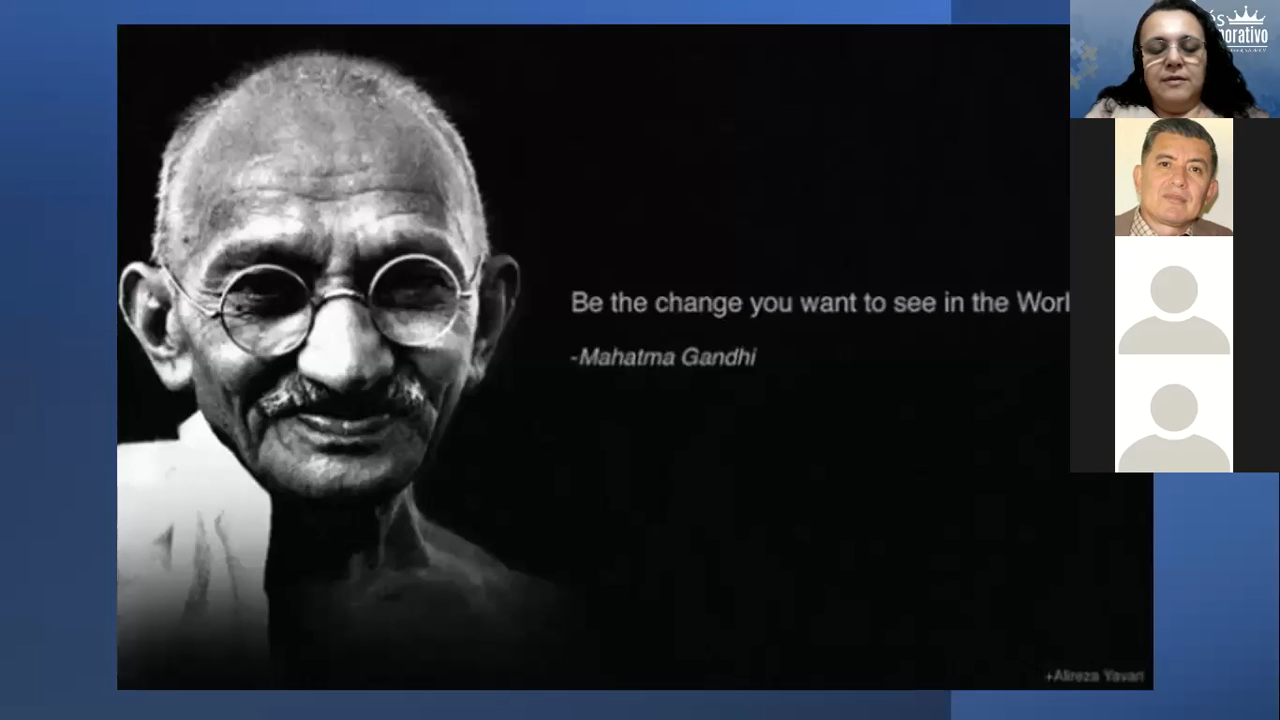 Be the change you want to see in the Worl
-Mahatma Gandhi
+Alireza Yavari